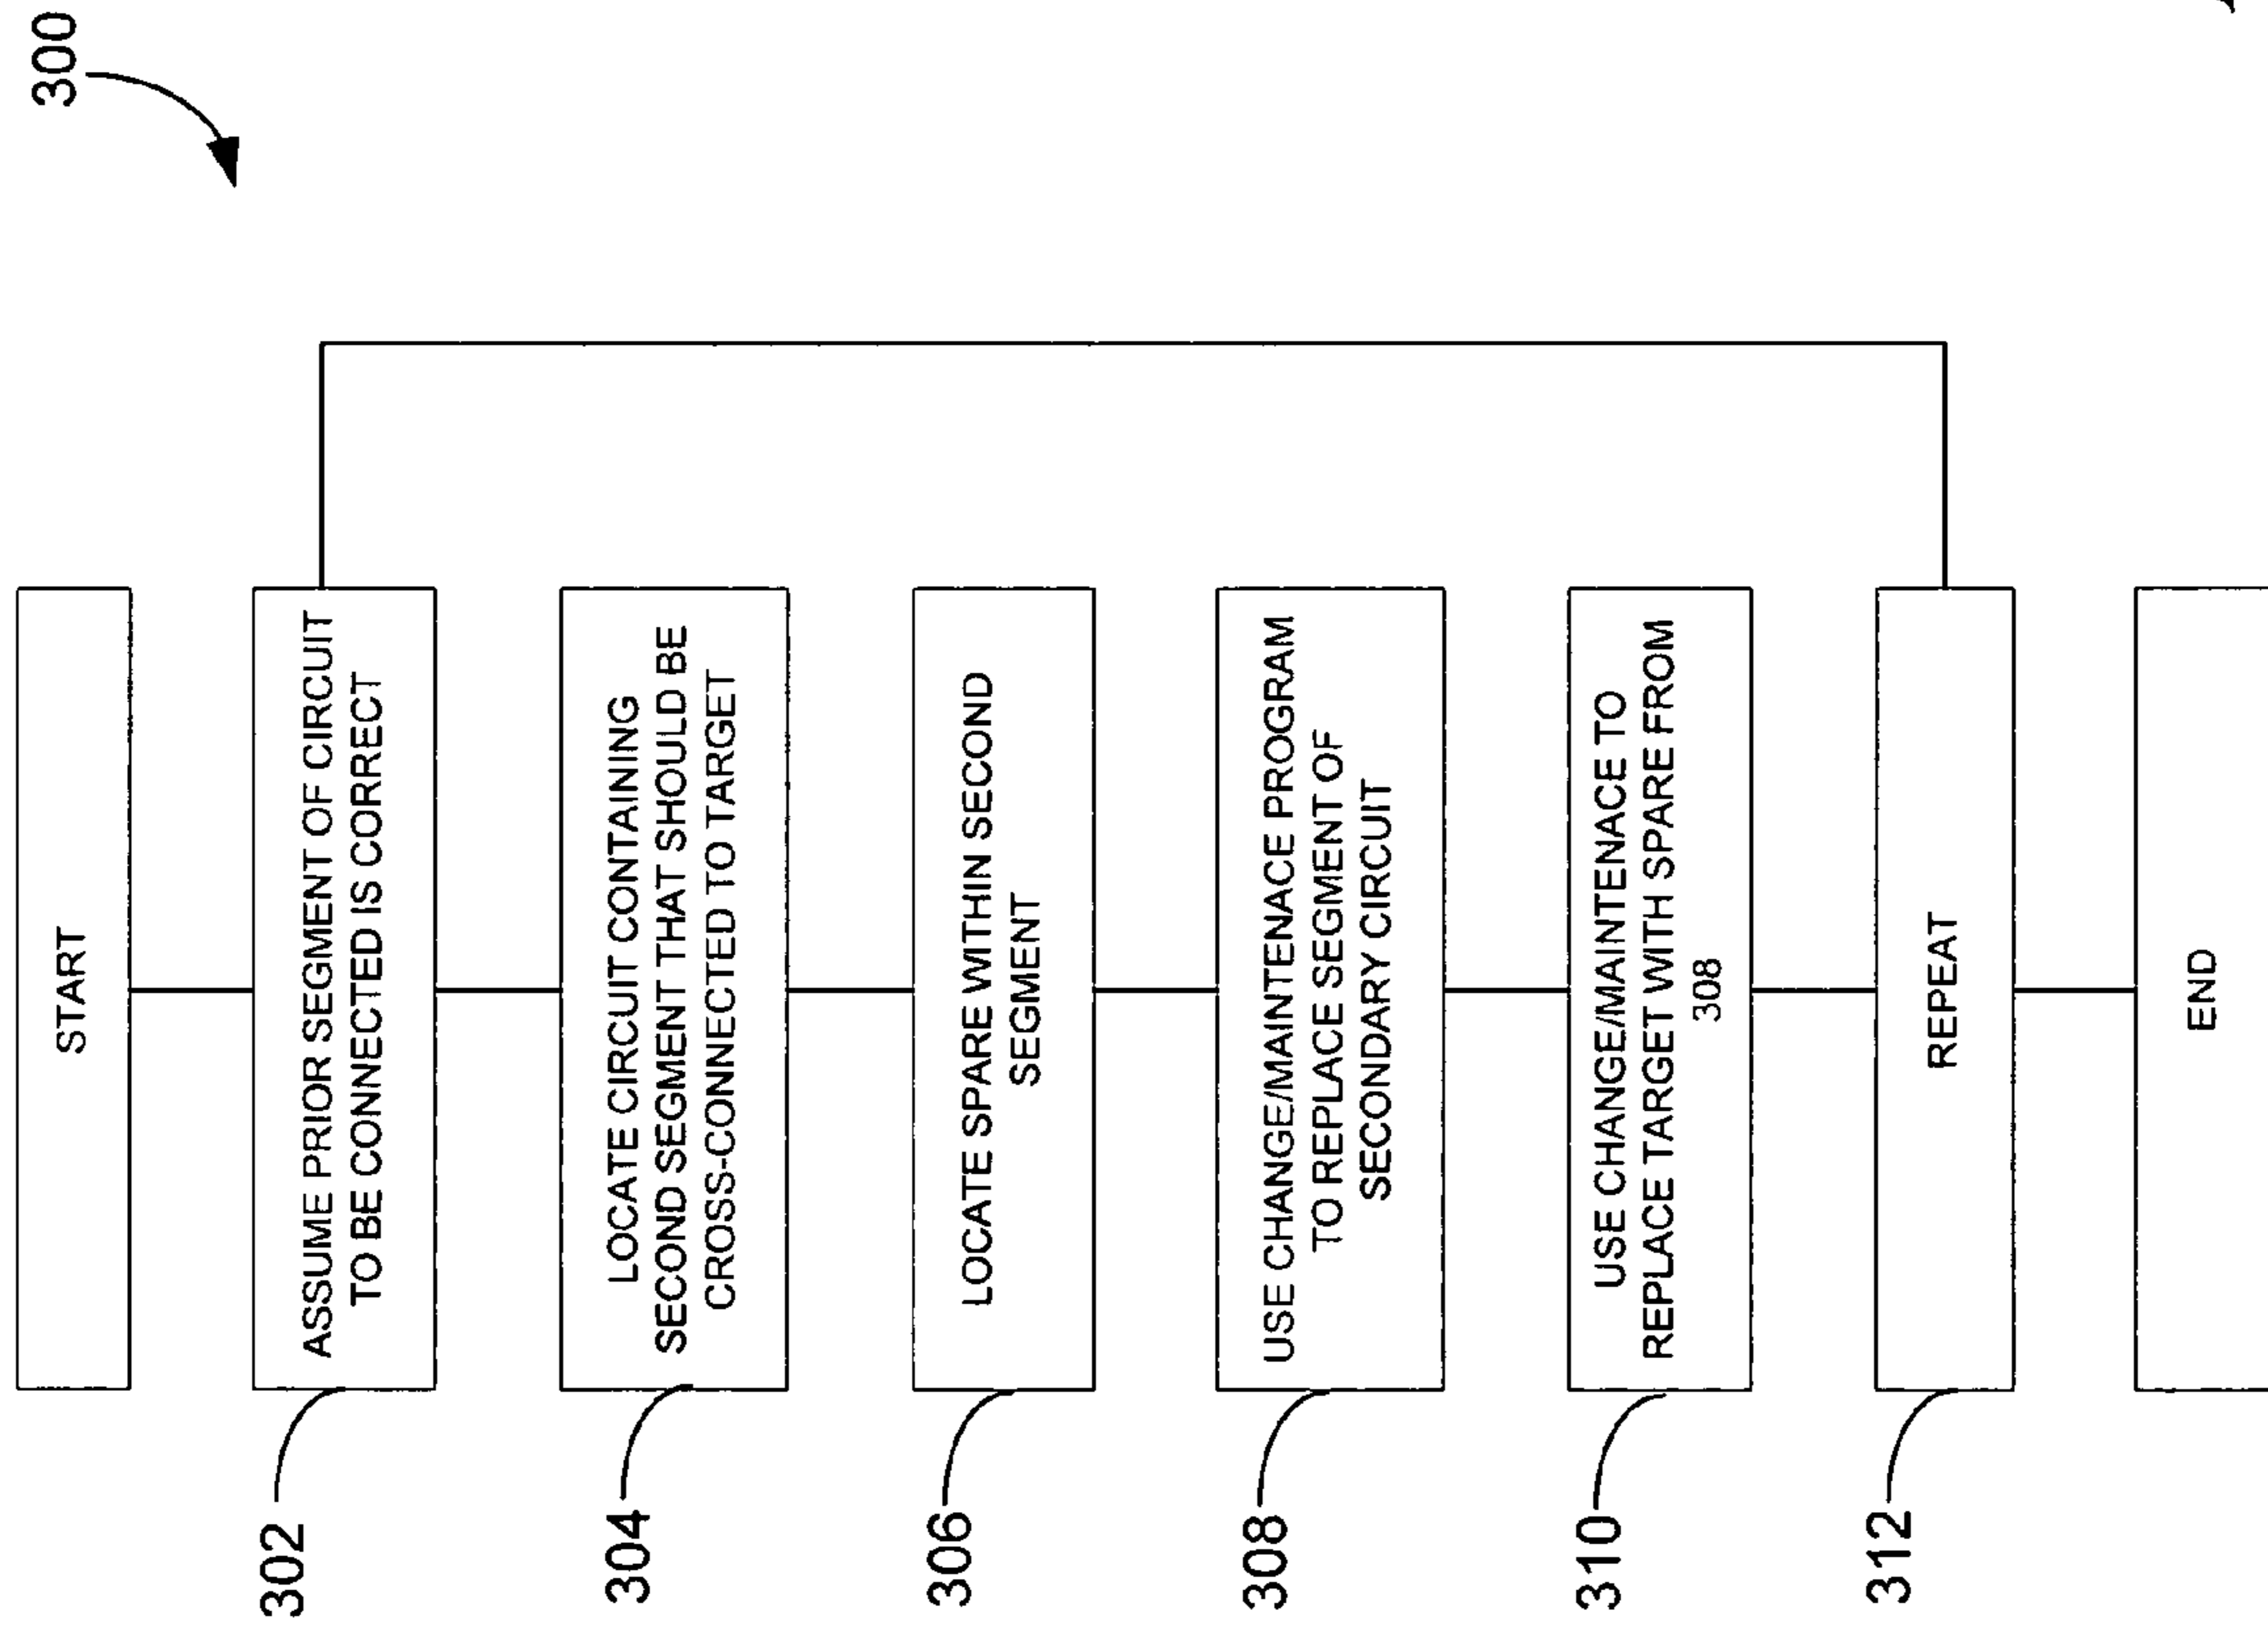 300
START
302
ASSUME PRIOR SEGMENT OF CIRCUIT
TO BE CONNECTED IS CORRECT
304
LOCATE CIRCUIT CONTAINING
SECOND SEGMENT THAT SHOULD BE
CROSS-CONNECTED TO TARGET
306
LOCATE SPARE WITHIN SECOND
SEGMENT
308
USE CHANGE/MAINTENACE PROGRAM
TO REPLACE SEGMENT OF
SECONDARY CIRCUIT
310
USE CHANGE/MAINTENACE TO
REPLACE TARGET WITH SPARE FROM
308
312
REPEAT
END